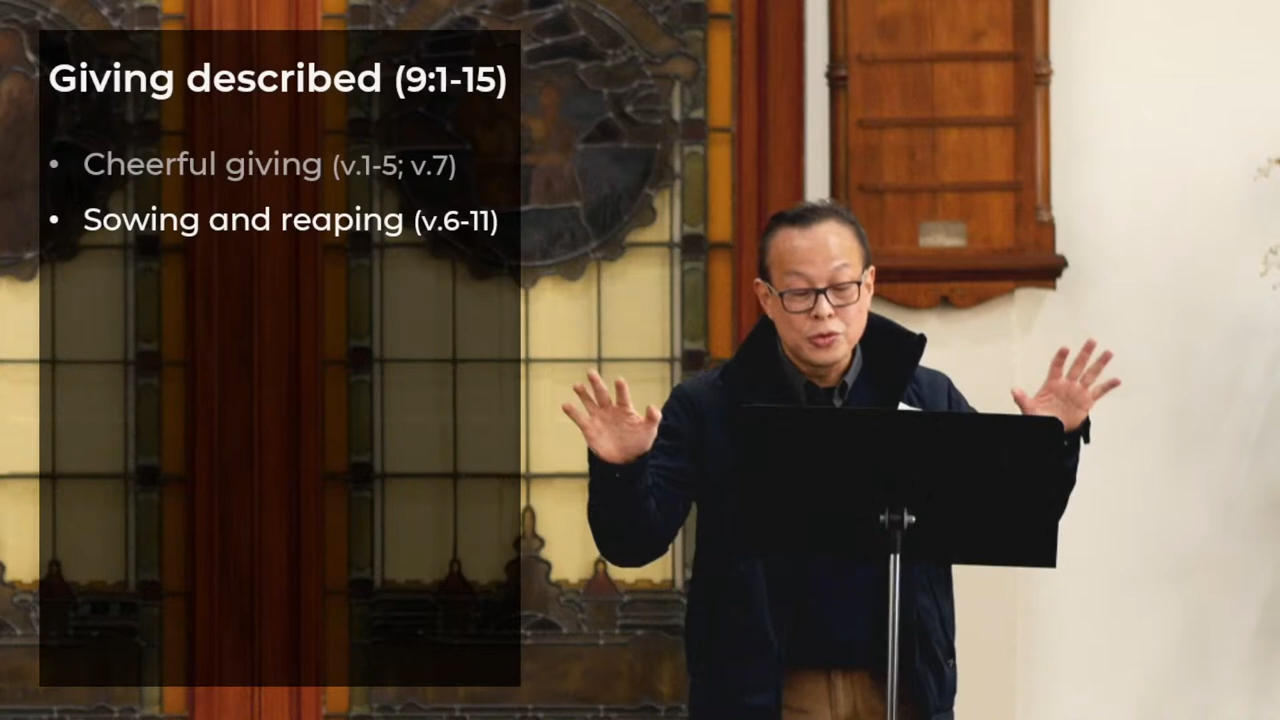 Giving described (9:1-15)
• Cheerful giving (v.1-5; v.7)
• Sowing and reaping (v.6-11)